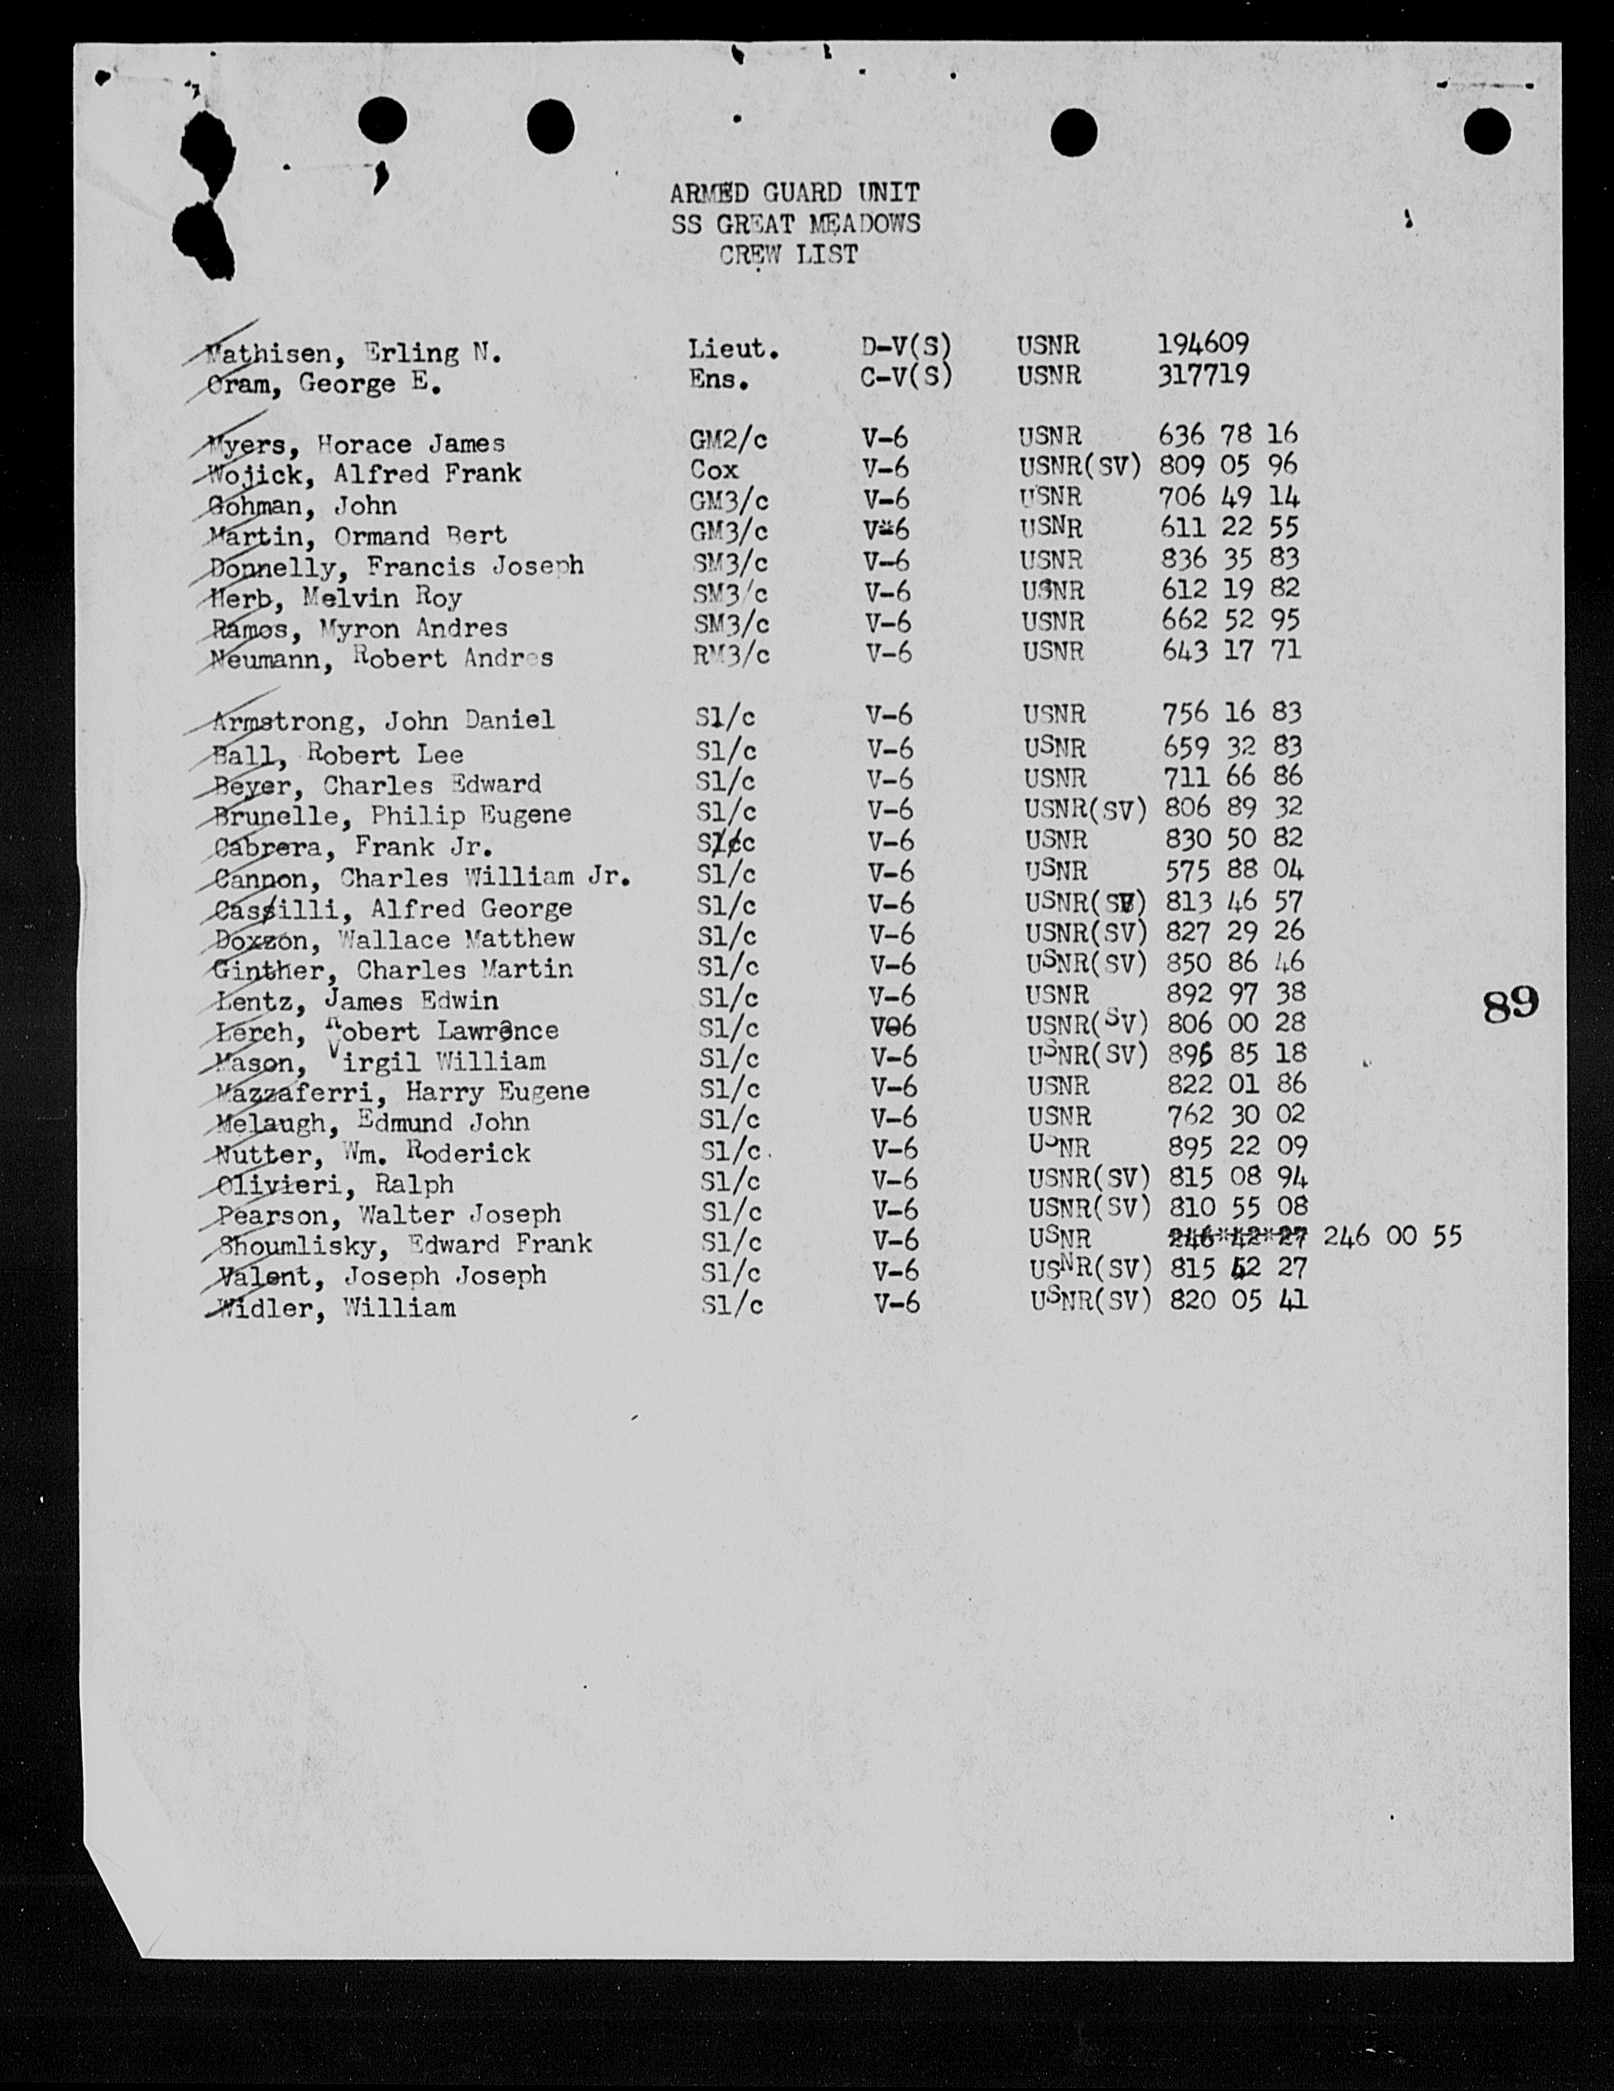 ARMED GUARD UNIT
SS GREAT MEADOWS
CREW LIST
Mathisen, Erling N. Lieut. D-V(S) USNR 194609
Oram, George E. Ens. C-V(S) USNR 317719
Myers, Horace James GM2/c V-6 USNR 636 78 16
Wojick, Alfred Frank Cox V-6 USNR(SV) 809 05 96
Gohman, John GM3/c V-6 USNR 706 49 14
Martin, Ormand Bert GM3/c V*6 USNR 611 22 55
Donnelly, Francis Joseph SM3/c V-6 USNR 836 35 83
Herb, Melvin Roy SM3/c V-6 USNR 612 19 82
Ramos, Myron Andres SM3/c V-6 USNR 662 52 95
Neumann, Robert Andres RM3/c V-6 USNR 643 17 71
Armstrong, John Daniel S1/c V-6 USNR 756 16 83
Ball, Robert Lee S1/c V-6 USNR 659 32 83
Beyer, Charles Edward S1/c V-6 USNR 711 66 86
Brunelle, Philip Eugene S1/c V-6 USNR(SV) 806 89 32
Cabrera, Frank Jr. S1/cc V-6 USNR 830 50 82
Cannon, Charles William Jr. S1/c V-6 USNR 575 88 04
Cassilli, Alfred George S1/c V-6 USNR(SV) 813 46 57
Doxzon, Wallace Matthew S1/c V-6 USNR(SV) 827 29 26
Ginther, Charles Martin S1/c V-6 USNR(SV) 850 86 46
Lentz, James Edwin S1/c V-6 USNR 892 97 38
Lerch, Robert Lawrence S1/c V06 USNR(SV) 806 00 28
Mason, Virgil William S1/c V-6 USNR(SV) 896 85 18
Mazzaferri, Harry Eugene S1/c V-6 USNR 822 01 86
Melaugh, Edmund John S1/c V-6 USNR 762 30 02
Nutter, Wm. Roderick S1/c. V-6 USNR 895 22 09
Olivieri, Ralph S1/c V-6 USNR(SV) 815 08 94
Pearson, Walter Joseph S1/c V-6 USNR(SV) 810 55 08
Shoumlisky, Edward Frank S1/c V-6 USNR 246*42*27 246 00 55
Valent, Joseph Joseph S1/c V-6 USNR(SV) 815 42 27
Widler, William S1/c V-6 USNR(SV) 820 05 41
89